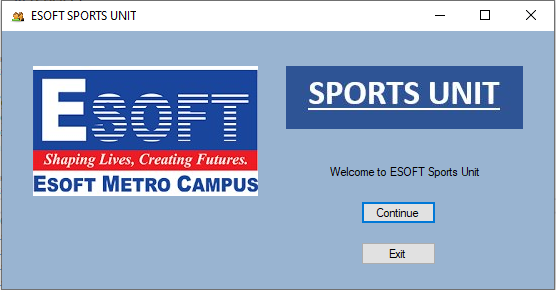 ESOFT SPORTS UNIT
ESOFT
Shaping Lives, Creating Futures.
ESOFT METRO CAMPUS
SPORTS UNIT
Welcome to ESOFT Sports Unit
Continue
Exit